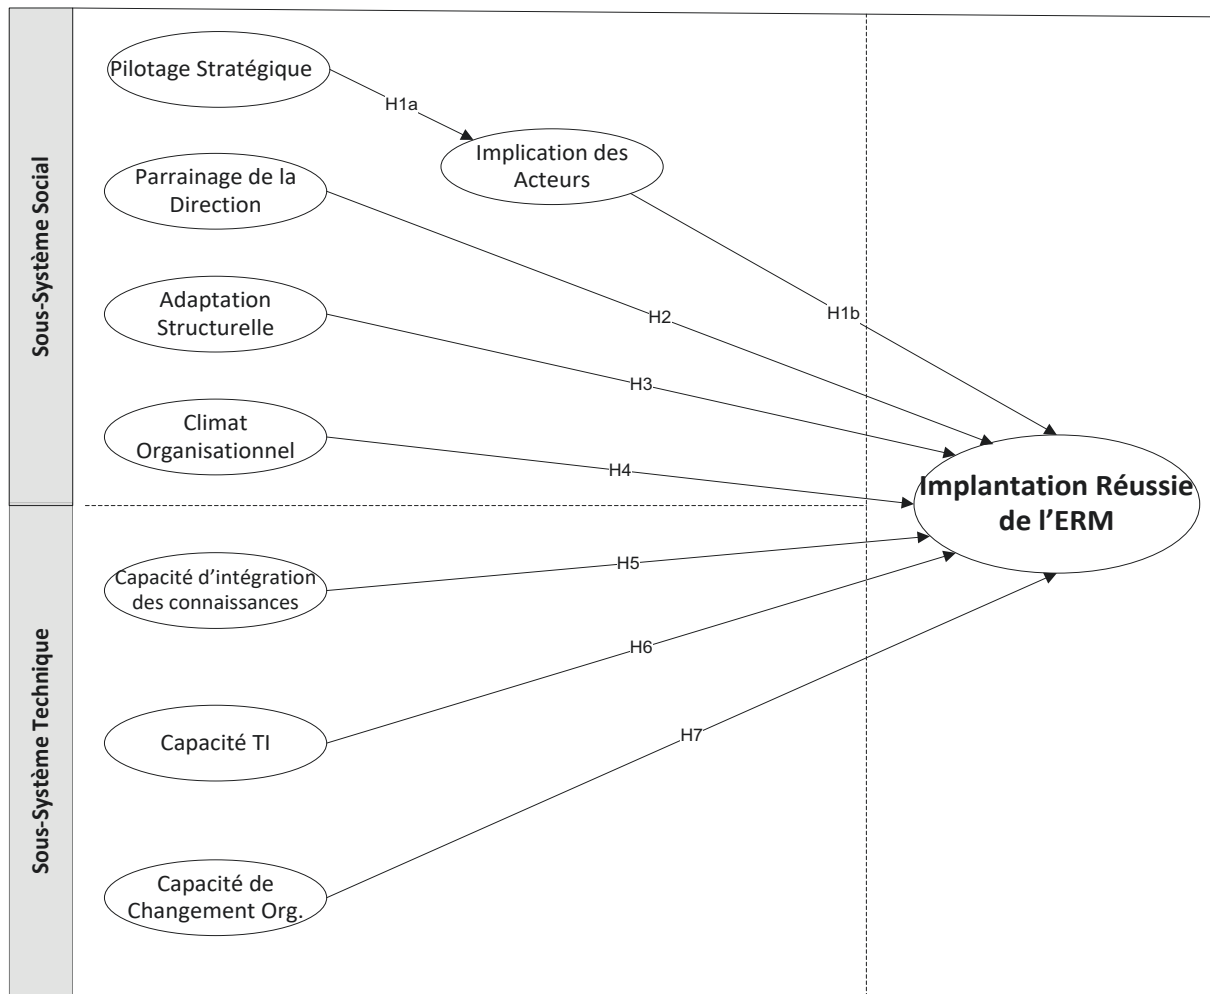 Sous-Système Social
Pilotage Stratégique
H1a
Implication des
Acteurs
Parrainage de la
Direction
H1b
Adaptation
Structurelle
H2
H3
Climat
Organisationnel
H4
Implantation Réussie
de l’ERM
Sous-Système Technique
Capacité d’intégration
des connaissances
H5
H6
Capacité TI
H7
Capacité de
Changement Org.